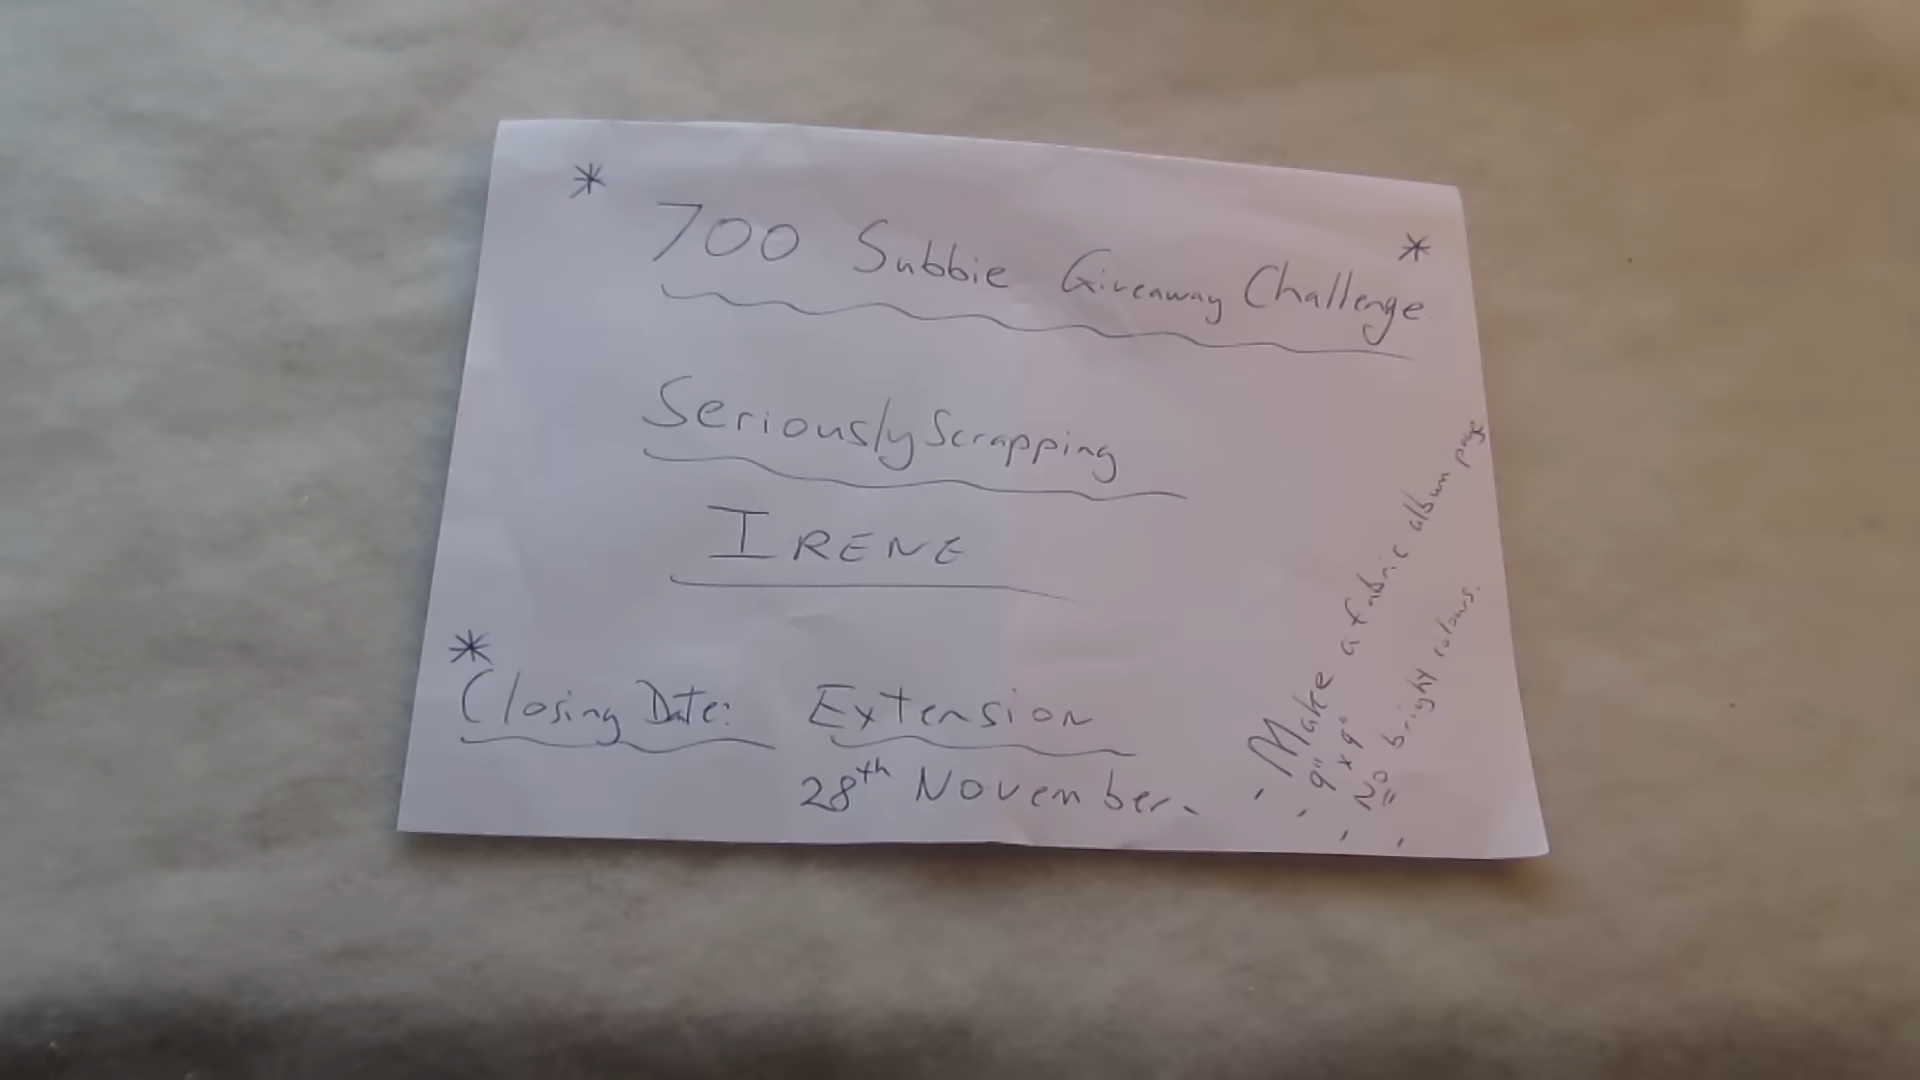 * 700 Subbie Giveaway Challenge *
Seriously Scrapping
IRENE
* Closing Date: Extension
28th November.
Make a fabric album page
9" x 9"
No bright colours.